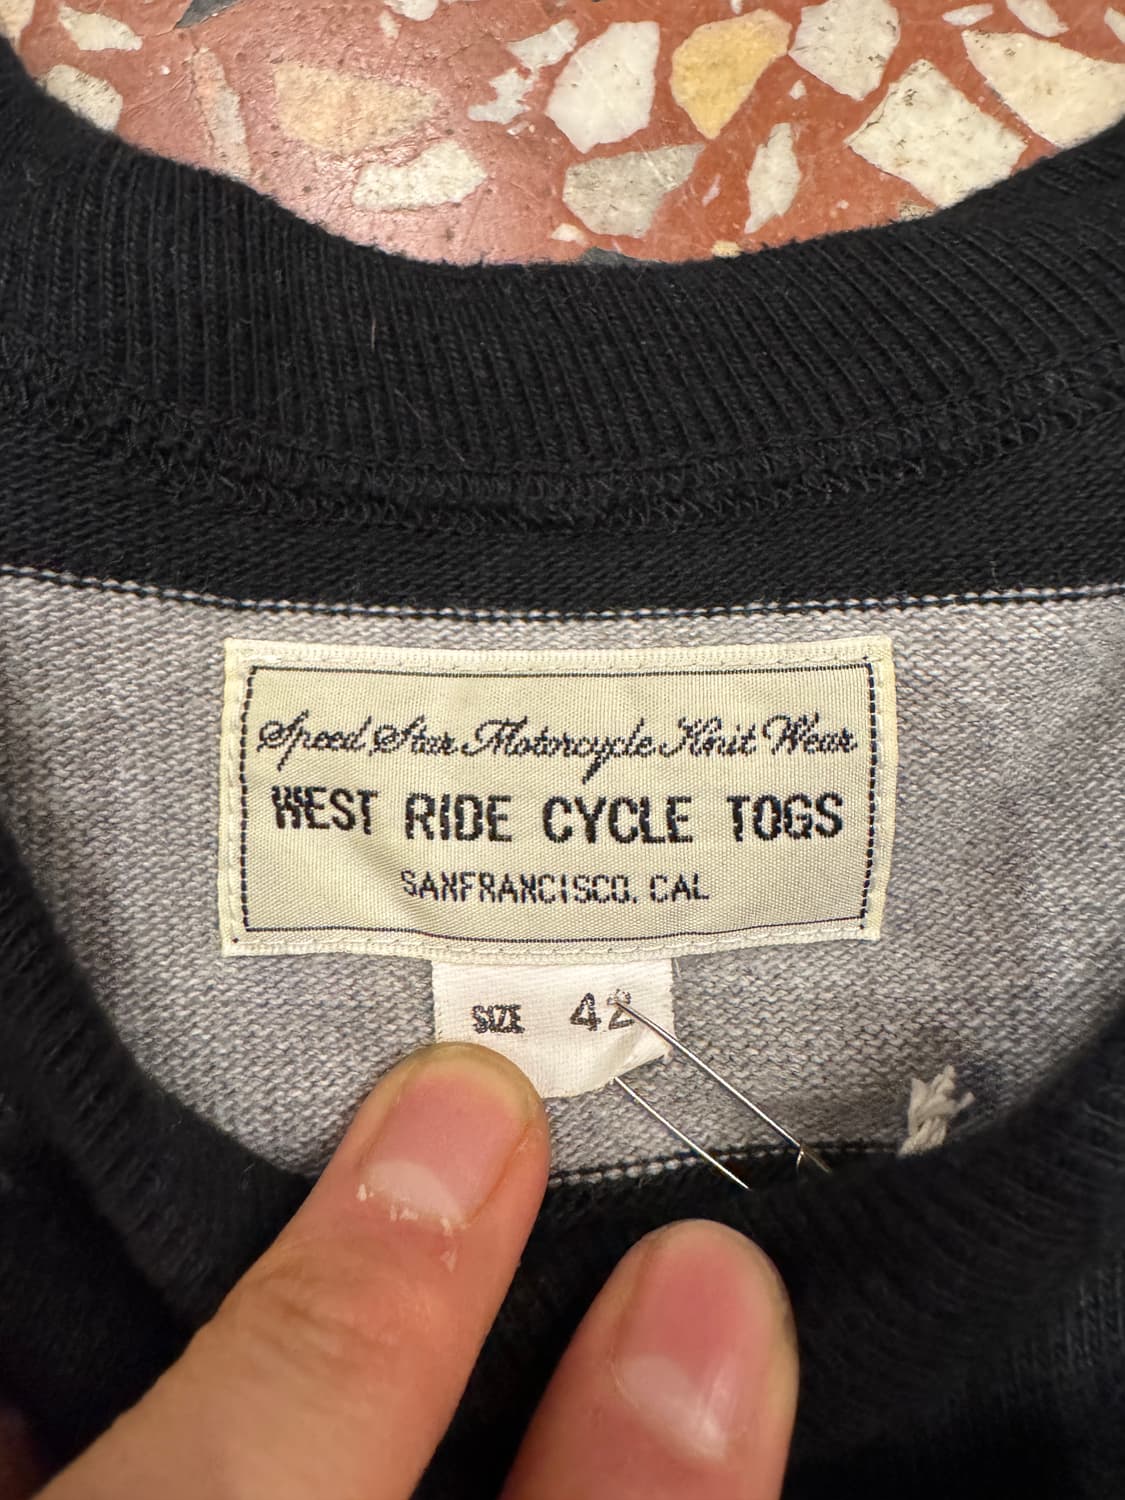 Speed Star Motorcycle Knit Wear
WEST RIDE CYCLE TOGS
SANFRANCISCO. CAL
SIZE 42